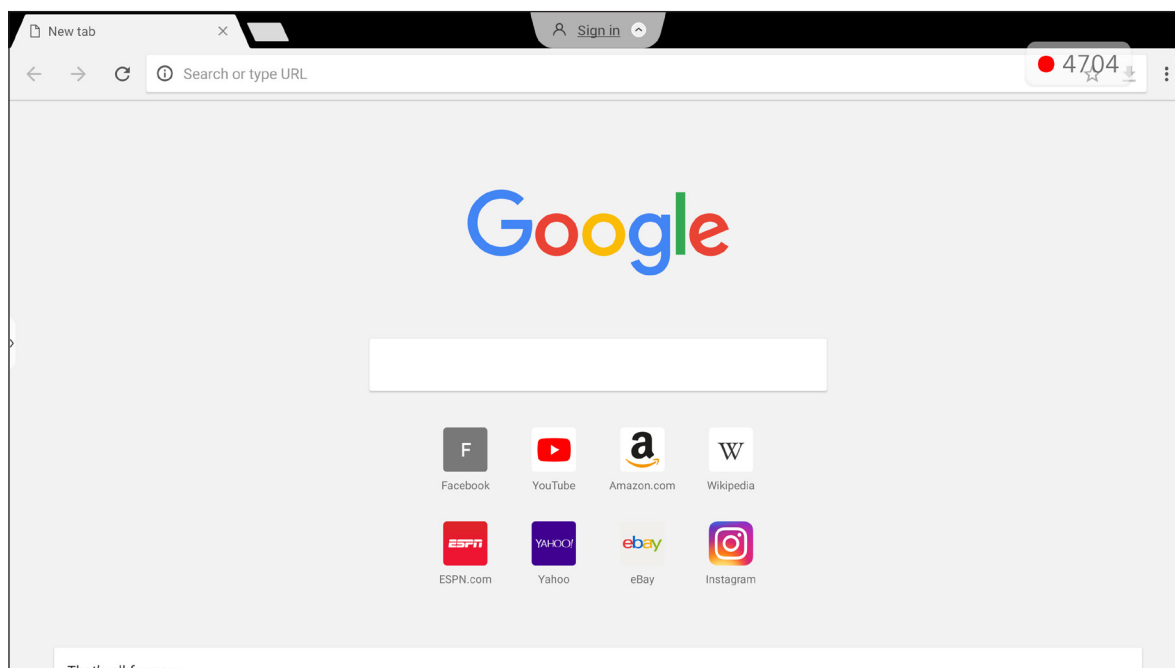 New tab
Sign in
Search or type URL
4704
Google
F
Facebook
YouTube
a
Amazon.com
W
Wikipedia
ESPN
ESPN.com
YAHOO!
Yahoo
ebay
eBay
Instagram